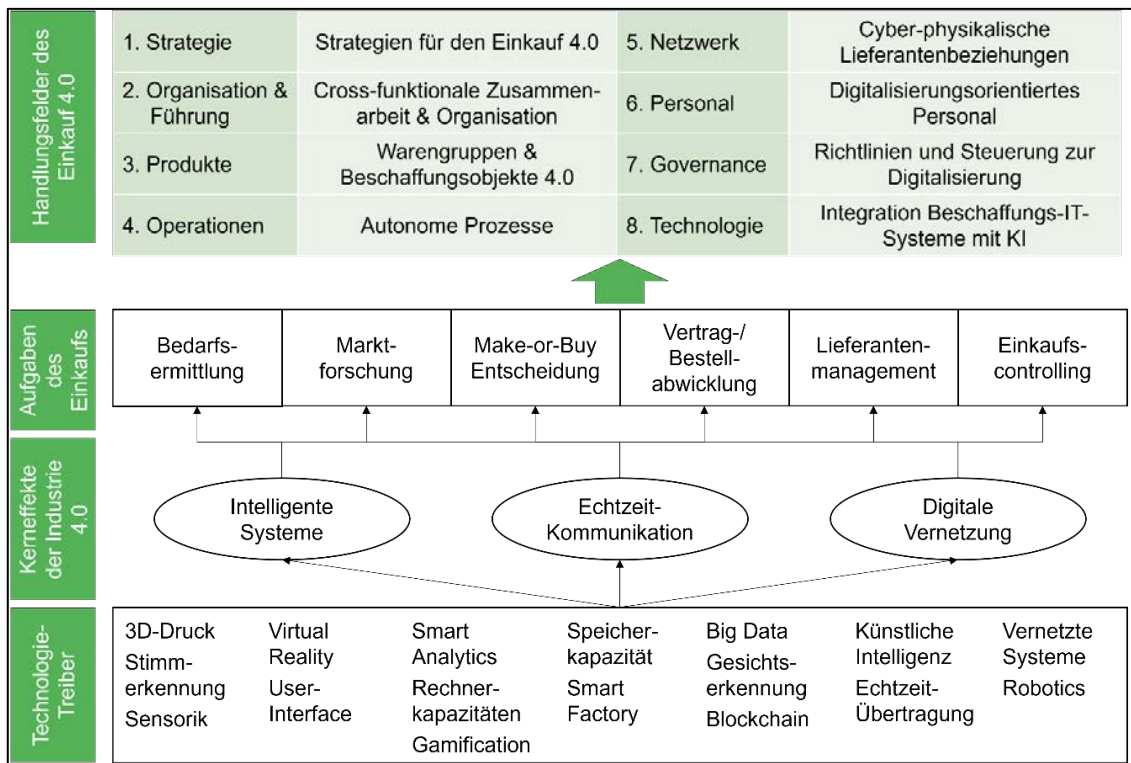 Handlungsfelder des
Einkauf 4.0
1. Strategie
Strategien für den Einkauf 4.0
5. Netzwerk
Cyber-physikalische
Lieferantenbeziehungen
2. Organisation &
Führung
Cross-funktionale Zusammen-
arbeit & Organisation
6. Personal
Digitalisierungsorientiertes
Personal
3. Produkte
Warengruppen &
Beschaffungsobjekte 4.0
7. Governance
Richtlinien und Steuerung zur
Digitalisierung
4. Operationen
Autonome Prozesse
8. Technologie
Integration Beschaffungs-IT-
Systeme mit KI
Aufgaben
des
Einkaufs
Bedarfs-
ermittlung
Markt-
forschung
Make-or-Buy
Entscheidung
Vertrag-/
Bestell-
abwicklung
Lieferanten-
management
Einkaufs-
controlling
Kerneffekte
der Industrie
4.0
Intelligente
Systeme
Echtzeit-
Kommunikation
Digitale
Vernetzung
Technologie-
Treiber
3D-Druck
Stimm-
erkennung
Sensorik
Virtual
Reality
User-
Interface
Smart
Analytics
Rechner-
kapazitäten
Gamification
Speicher-
kapazität
Smart
Factory
Big Data
Gesichts-
erkennung
Blockchain
Künstliche
Intelligenz
Echtzeit-
Übertragung
Vernetzte
Systeme
Robotics